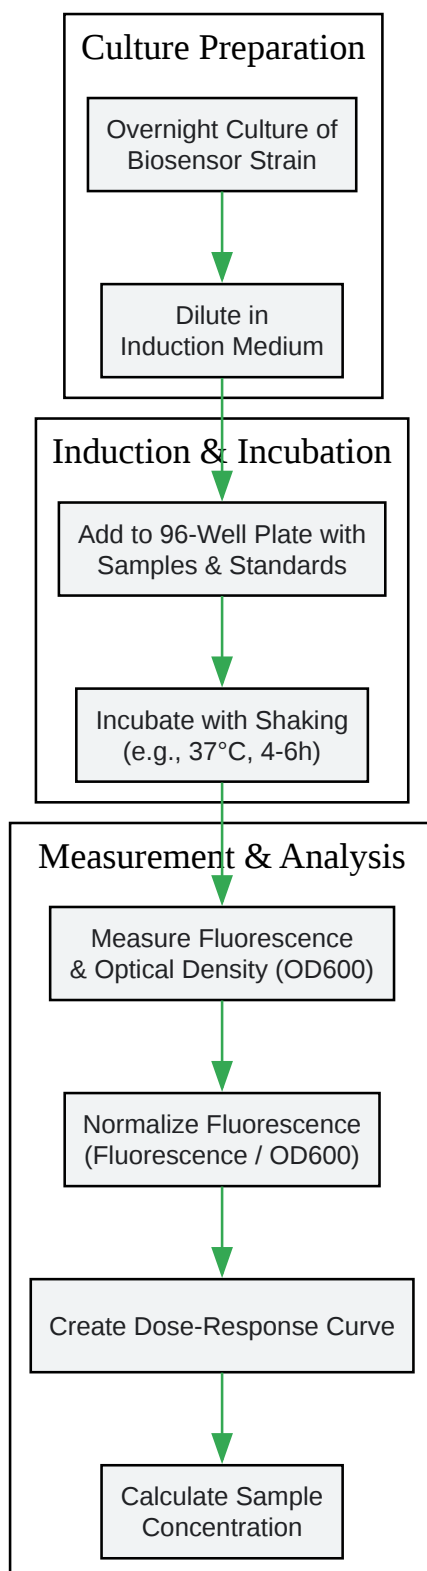 Culture Preparation
Overnight Culture of
Biosensor Strain
Dilute in
Induction Medium
Induction & Incubation
Add to 96-Well Plate with
Samples & Standards
Incubate with Shaking
(e.g., 37°C, 4-6h)
Measurement & Analysis
Measure Fluorescence
& Optical Density (OD600)
Normalize Fluorescence
(Fluorescence / OD600)
Create Dose-Response Curve
Calculate Sample
Concentration